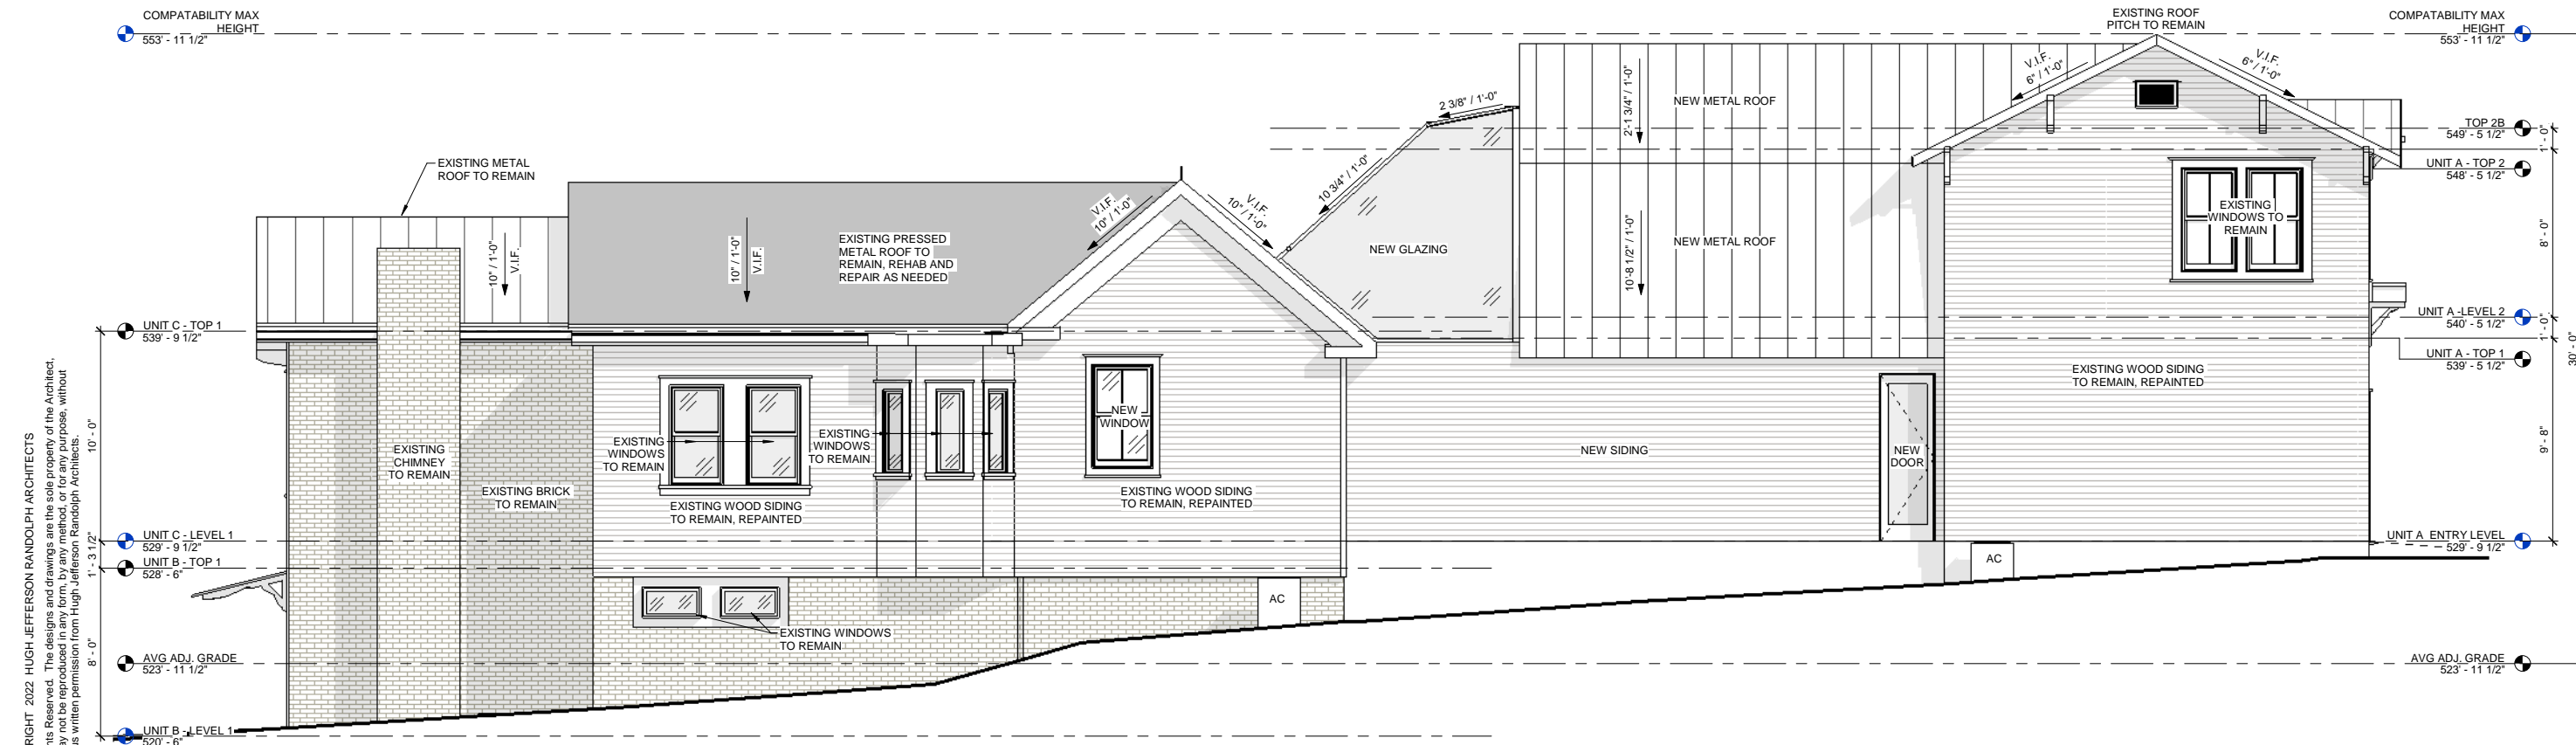 COMPATABILITY MAX
HEIGHT
553' - 11 1/2"
EXISTING ROOF
PITCH TO REMAIN
COMPATABILITY MAX
HEIGHT
553' - 11 1/2"
V.I.F.
6" / 1'-0"
V.I.F.
6" / 1'-0"
2 3/8" / 1'-0"
2'-1 3/4" / 1'-0"
NEW METAL ROOF
TOP 2B
549' - 5 1/2"
1' - 0"
UNIT A - TOP 2
548' - 5 1/2"
EXISTING METAL
ROOF TO REMAIN
10 3/4" / 1'-0"
V.I.F.
10" / 1'-0"
V.I.F.
10" / 1'-0"
EXISTING
WINDOWS TO
REMAIN
10" / 1'-0"
V.I.F.
10" / 1'-0"
V.I.F.
EXISTING PRESSED
METAL ROOF TO
REMAIN, REHAB AND
REPAIR AS NEEDED
NEW GLAZING
10'-8 1/2" / 1'-0"
NEW METAL ROOF
8' - 0"
UNIT C - TOP 1
539' - 9 1/2"
UNIT A -LEVEL 2
540' - 5 1/2"
1' - 0"
UNIT A - TOP 1
539' - 5 1/2"
30' - 0"
EXISTING WOOD SIDING
TO REMAIN, REPAINTED
10' - 0"
EXISTING
CHIMNEY
TO REMAIN
EXISTING BRICK
TO REMAIN
EXISTING
WINDOWS
TO REMAIN
EXISTING
WINDOWS
TO REMAIN
NEW
WINDOW
NEW SIDING
NEW
DOOR
9' - 8"
EXISTING WOOD SIDING
TO REMAIN, REPAINTED
EXISTING WOOD SIDING
TO REMAIN, REPAINTED
UNIT C - LEVEL 1
529' - 9 1/2"
1' - 3 1/2"
UNIT B - TOP 1
528' - 6"
UNIT A ENTRY LEVEL
529' - 9 1/2"
AC
AC
EXISTING WINDOWS
TO REMAIN
8' - 0"
AVG ADJ. GRADE
523' - 11 1/2"
AVG ADJ. GRADE
523' - 11 1/2"
UNIT B - LEVEL 1
520' - 6"
RIGHT 2022 HUGH JEFFERSON RANDOLPH ARCHITECTS
hts Reserved. The designs and drawings are the sole property of the Architect,
ay not be reproduced in any form, by any method, or for any purpose, without
us written permission from Hugh Jefferson Randolph Architects.